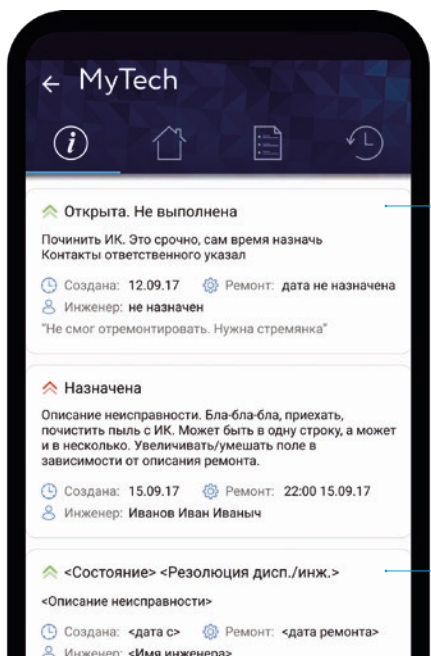 MyTech
Открыта. Не выполнена
Починить ИК. Это срочно, сам время назначь
Контакты ответственного указал
Создана: 12.09.17 Ремонт: дата не назначена
Инженер: не назначен
"Не смог отремонтировать. Нужна стремянка"
Назначена
Описание неисправности. Бла-бла-бла, приехать,
почистить пыль с ИК. Может быть в одну строку, а может
и в несколько. Увеличивать/умешать поле в
зависимости от описания ремонта.
Создана: 15.09.17 Ремонт: 22:00 15.09.17
Инженер: Иванов Иван Иваныч
<Состояние> <Резолюция дисп./инж.>
<Описание неисправности>
Создана: <дата с> Ремонт: <дата ремонта>
Инженер: <Имя инженера>